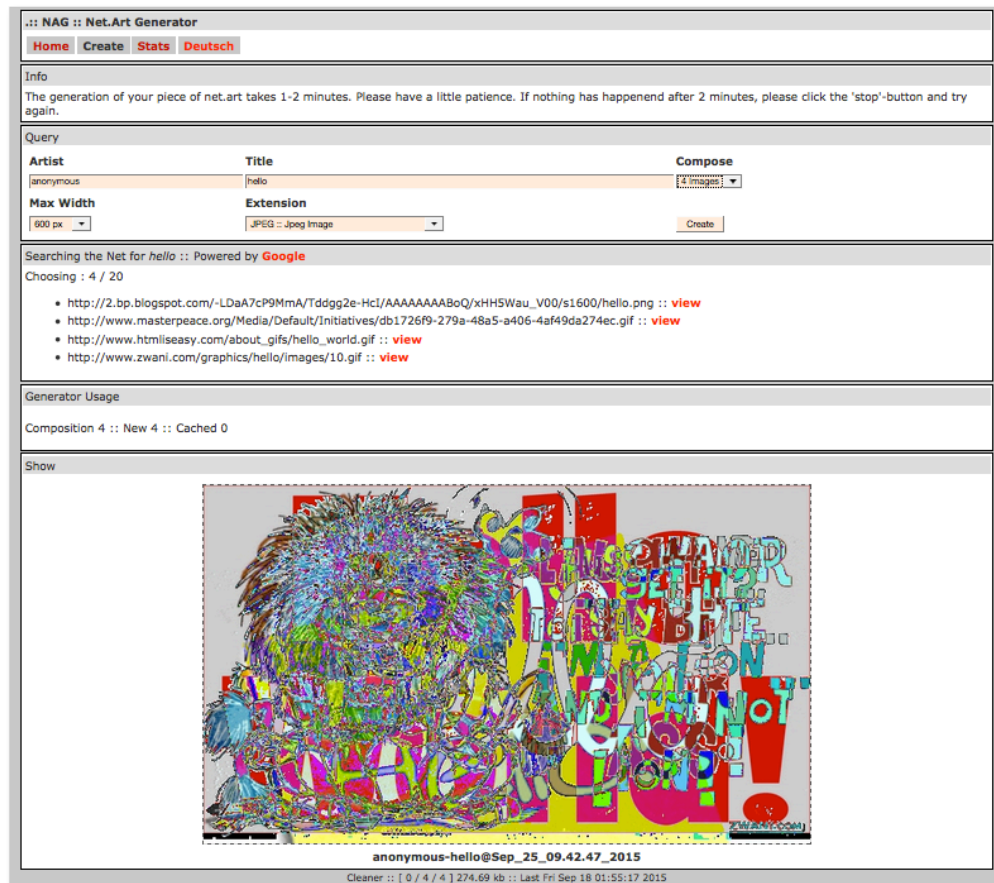 .:: NAG :: Net.Art Generator
Home Create Stats Deutsch
Info
The generation of your piece of net.art takes 1-2 minutes. Please have a little patience. If nothing has happenend after 2 minutes, please click the 'stop'-button and try
again.
Query
Artist Title Compose
anonymous hello 4 images
Max Width Extension
600 px JPEG :: Jpeg Image Create
Searching the Net for hello :: Powered by Google
Choosing : 4 / 20
• http://2.bp.blogspot.com/-LDaA7cP9MmA/Tddgg2e-HcI/AAAAAAAABoQ/xHH5Wau_V00/s1600/hello.png :: view
• http://www.masterpeace.org/Media/Default/Initiatives/db1726f9-279a-48a5-a406-4af49da274ec.gif :: view
• http://www.htmliseasy.com/about_gifs/hello_world.gif :: view
• http://www.zwani.com/graphics/hello/images/10.gif :: view
Generator Usage
Composition 4 :: New 4 :: Cached 0
Show
NOT
ZWANI.COM
anonymous-hello@Sep_25_09.42.47_2015
Cleaner :: [ 0 / 4 / 4 ] 274.69 kb :: Last Fri Sep 18 01:55:17 2015